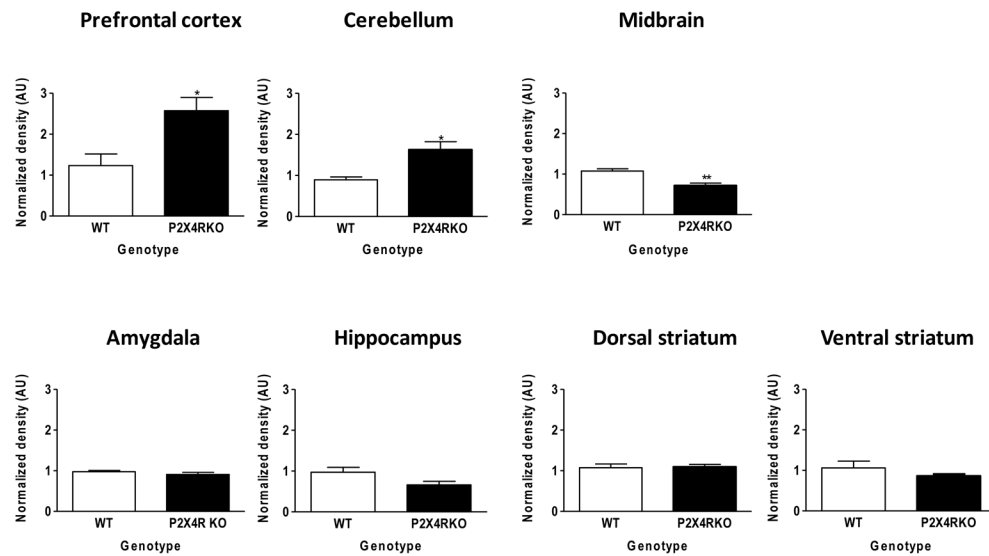 Prefrontal cortex
Normalized density (AU)
3
2
1
0
*
WT
P2X4RKO
Genotype
Cerebellum
Normalized density (AU)
3
2
1
0
*
WT
P2X4RKO
Genotype
Midbrain
Normalized density (AU)
3
2
1
0
**
WT
P2X4RKO
Genotype
Amygdala
Normalized density (AU)
3
2
1
0
WT
P2X4R KO
Genotype
Hippocampus
Normalized density (AU)
3
2
1
0
WT
P2X4RKO
Genotype
Dorsal striatum
Normalized density (AU)
3
2
1
0
WT
P2X4RKO
Genotype
Ventral striatum
Normalized density (AU)
3
2
1
0
WT
P2X4RKO
Genotype